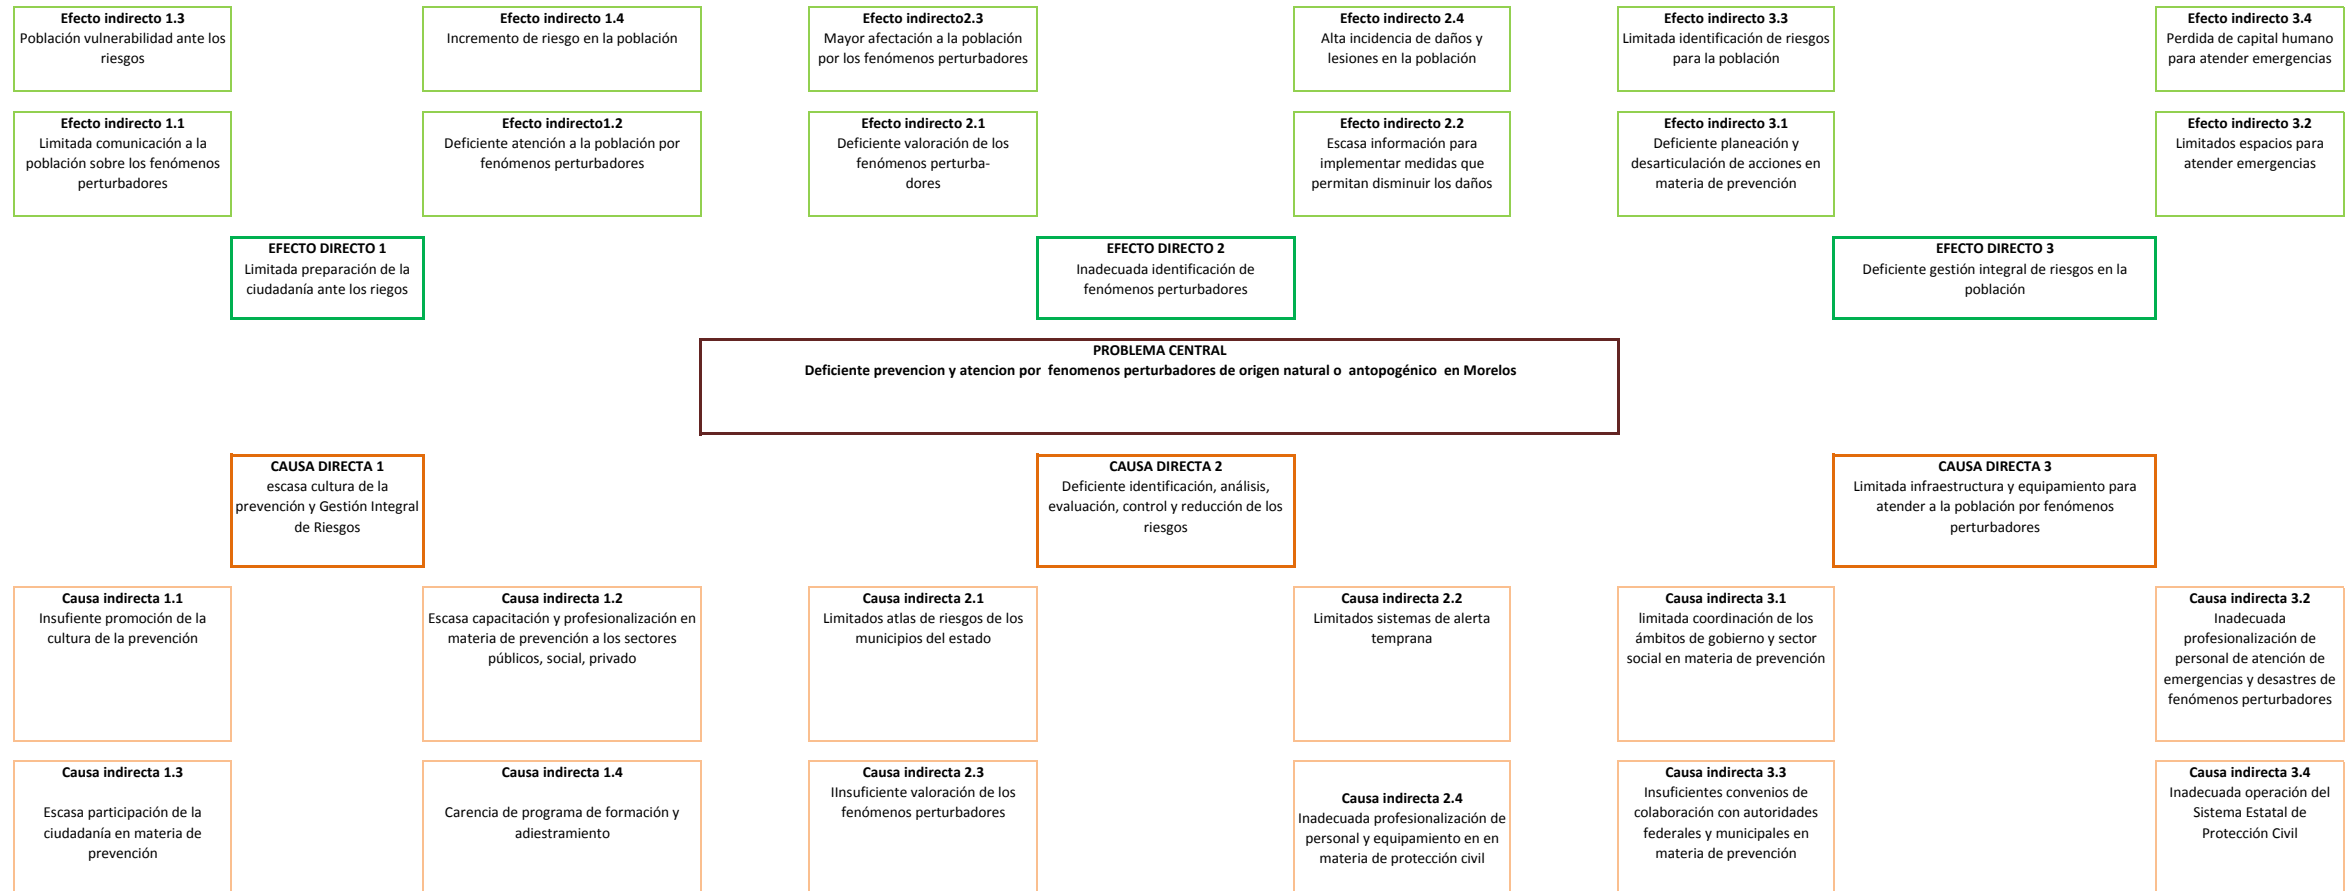 Efecto indirecto 1.3
Población vulnerabilidad ante los
riesgos
Efecto indirecto 1.4
Incremento de riesgo en la población
Efecto indirecto2.3
Mayor afectación a la población
por los fenómenos perturbadores
Efecto indirecto 2.4
Alta incidencia de daños y
lesiones en la población
Efecto indirecto 3.3
Limitada identificación de riesgos
para la población
Efecto indirecto 3.4
Perdida de capital humano
para atender emergencias
Efecto indirecto 1.1
Limitada comunicación a la
población sobre los fenómenos
perturbadores
Efecto indirecto1.2
Deficiente atención a la población por
fenómenos perturbadores
Efecto indirecto 2.1
Deficiente valoración de los
fenómenos perturba-
dores
Efecto indirecto 2.2
Escasa información para
implementar medidas que
permitan disminuir los daños
Efecto indirecto 3.1
Deficiente planeación y
desarticulación de acciones en
materia de prevención
Efecto indirecto 3.2
Limitados espacios para
atender emergencias
EFECTO DIRECTO 1
Limitada preparación de la
ciudadanía ante los riegos
EFECTO DIRECTO 2
Inadecuada identificación de
fenómenos perturbadores
EFECTO DIRECTO 3
Deficiente gestión integral de riesgos en la
población
PROBLEMA CENTRAL
Deficiente prevencion y atencion por fenomenos perturbadores de origen natural o antopogénico en Morelos
CAUSA DIRECTA 1
escasa cultura de la
prevención y Gestión Integral
de Riesgos
CAUSA DIRECTA 2
Deficiente identificación, análisis,
evaluación, control y reducción de los
riesgos
CAUSA DIRECTA 3
Limitada infraestructura y equipamiento para
atender a la población por fenómenos
perturbadores
Causa indirecta 1.1
Insufiente promoción de la
cultura de la prevención
Causa indirecta 1.2
Escasa capacitación y profesionalización en
materia de prevención a los sectores
públicos, social, privado
Causa indirecta 2.1
Limitados atlas de riesgos de los
municipios del estado
Causa indirecta 2.2
Limitados sistemas de alerta
temprana
Causa indirecta 3.1
limitada coordinación de los
ámbitos de gobierno y sector
social en materia de prevención
Causa indirecta 3.2
Inadecuada
profesionalización de
personal de atención de
emergencias y desastres de
fenómenos perturbadores
Causa indirecta 1.3
Escasa participación de la
ciudadanía en materia de
prevención
Causa indirecta 1.4
Carencia de programa de formación y
adiestramiento
Causa indirecta 2.3
IInsuficiente valoración de los
fenómenos perturbadores
Causa indirecta 2.4
Inadecuada profesionalización de
personal y equipamiento en en
materia de protección civil
Causa indirecta 3.3
Insuficientes convenios de
colaboración con autoridades
federales y municipales en
materia de prevención
Causa indirecta 3.4
Inadecuada operación del
Sistema Estatal de
Protección Civil